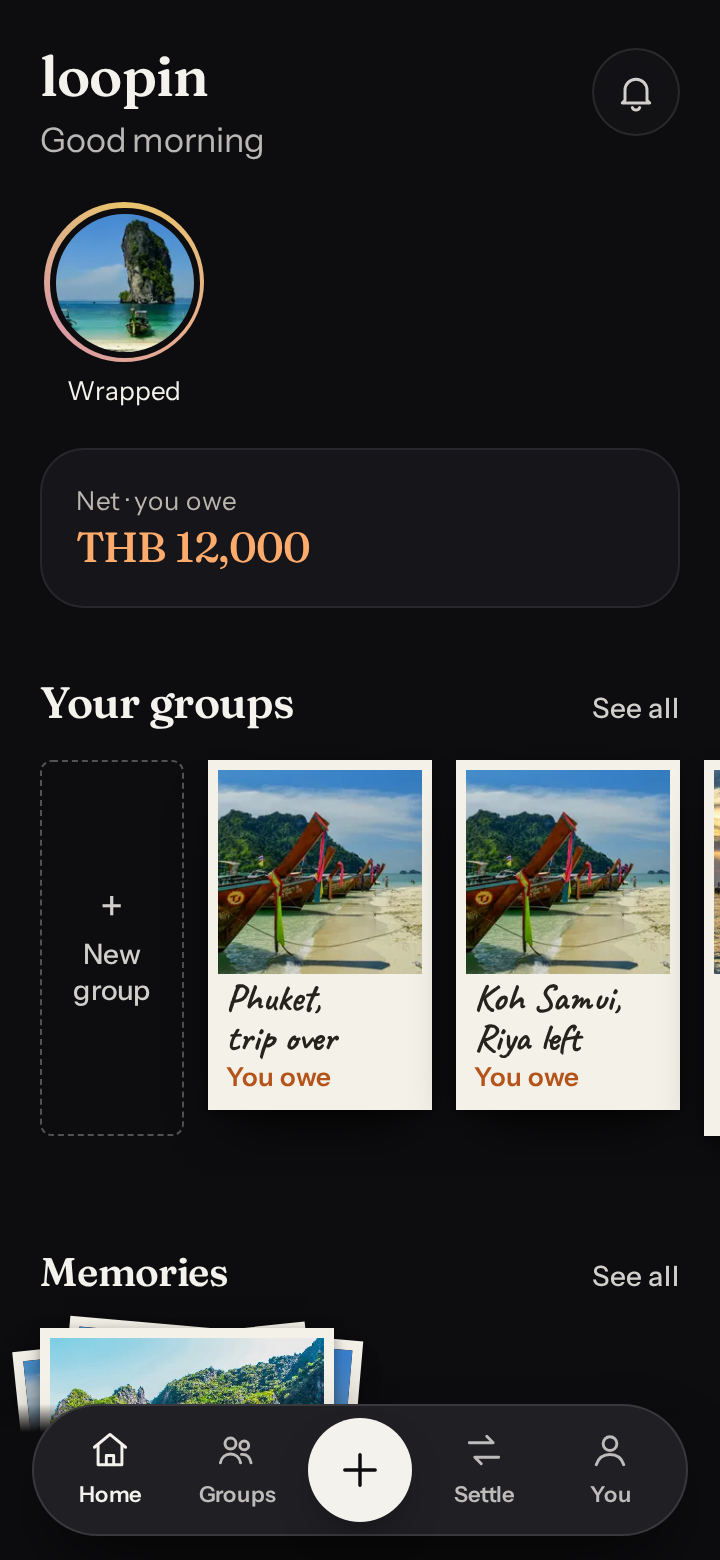 loopin
Good morning
Wrapped
Net · you owe
THB 12,000
Your groups
See all
+
New
group
Phuket,
trip over
You owe
Koh Samui,
Riya left
You owe
Memories
See all
Home
Groups
Settle
You